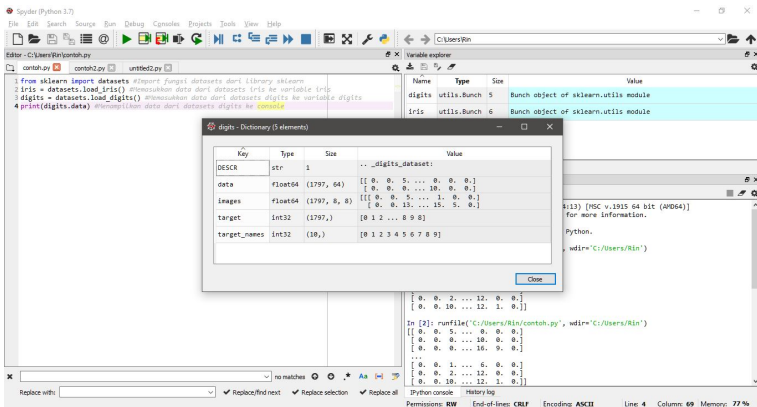 Spyder (Python 3.7)
File Edit Search Source Run Debug Consoles Projects Tools View Help
C:\Users\Rin
Editor - C:\Users\Rin\contoh.py
contoh.py contoh2.py untitled2.py
1 from sklearn import datasets #Import fungsi datasets dari Library sklearn
2 iris = datasets.load_iris() #Memasukkan data dari datasets iris ke variable iris
3 digits = datasets.load_digits() #Memasukkan data dari datasets digits ke variable digits
4 print(digits.data) #Menampilkan data dari datasets digits ke console
Variable explorer
Name Type Size Value
digits utils.Bunch 5 Bunch object of sklearn.utils module
iris utils.Bunch 6 Bunch object of sklearn.utils module
digits - Dictionary (5 elements)
Key Type Size Value
DESCR str 1 .. _digits_dataset:
data float64 (1797, 64) [[ 0. 0. 5. ... 0. 0. 0.]
[ 0. 0. 0. ... 10. 0. 0.]
images float64 (1797, 8, 8) [[[ 0. 0. 5. ... 1. 0. 0.]
[ 0. 0. 13. ... 15. 5. 0.]
target int32 (1797,) [0 1 2 ... 8 9 8]
target_names int32 (10,) [0 1 2 3 4 5 6 7 8 9]
Close
4:13) [MSC v.1915 64 bit (AMD64)]
for more information.
Python.
, wdir='C:/Users/Rin')
[ 0. 0. 2. ... 12. 0. 0.]
[ 0. 0. 10. ... 12. 1. 0.]]
In [2]: runfile('C:/Users/Rin/contoh.py', wdir='C:/Users/Rin')
[[ 0. 0. 5. ... 0. 0. 0.]
[ 0. 0. 0. ... 10. 0. 0.]
[ 0. 0. 0. ... 16. 9. 0.]
...
[ 0. 0. 1. ... 6. 0. 0.]
[ 0. 0. 2. ... 12. 0. 0.]
[ 0. 0. 10. ... 12. 1. 0.]]
no matches Aa
Replace with: Replace/find next Replace selection Replace all
IPython console History log
Permissions: RW End-of-lines: CRLF Encoding: ASCII Line: 4 Column: 69 Memory: 77 %